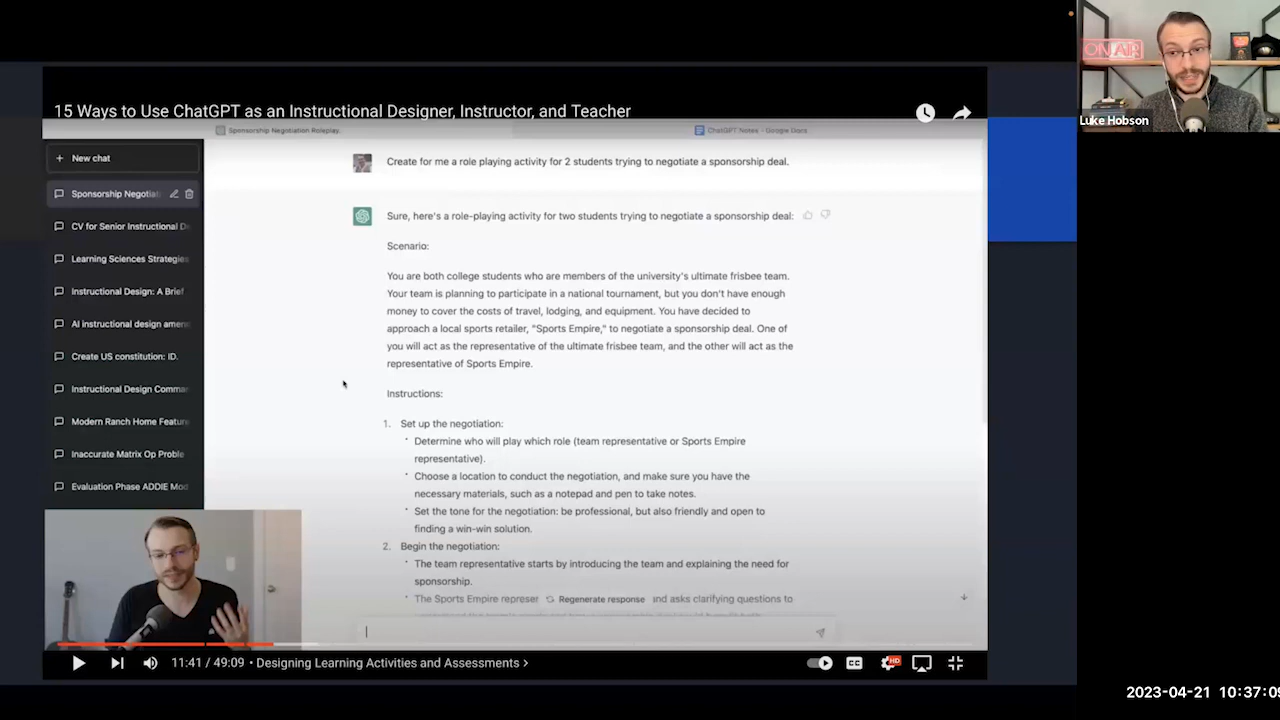 15 Ways to Use ChatGPT as an Instructional Designer, Instructor, and Teacher
ON AIR
Luke Hobson
Sponsorship Negotiation Roleplay
ChatGPT Notes - Google Docs
+ New chat
Sponsorship Negotia
CV for Senior Instructional D
Learning Sciences Strategies
Instructional Design: A Brief
AI instructional design amen
Create US constitution: ID.
Instructional Design Comma
Modern Ranch Home Feature
Inaccurate Matrix Op Proble
Evaluation Phase ADDIE Mod
Create for me a role playing activity for 2 students trying to negotiate a sponsorship deal.
Sure, here's a role-playing activity for two students trying to negotiate a sponsorship deal:
Scenario:
You are both college students who are members of the university's ultimate frisbee team.
Your team is planning to participate in a national tournament, but you don't have enough
money to cover the costs of travel, lodging, and equipment. You have decided to
approach a local sports retailer, "Sports Empire," to negotiate a sponsorship deal. One of
you will act as the representative of the ultimate frisbee team, and the other will act as the
representative of Sports Empire.
Instructions:
1. Set up the negotiation:
• Determine who will play which role (team representative or Sports Empire
representative).
• Choose a location to conduct the negotiation, and make sure you have the
necessary materials, such as a notepad and pen to take notes.
• Set the tone for the negotiation: be professional, but also friendly and open to
finding a win-win solution.
2. Begin the negotiation:
• The team representative starts by introducing the team and explaining the need for
sponsorship.
• The Sports Empire represer Regenerate response and asks clarifying questions to
11:41 / 49:09 • Designing Learning Activities and Assessments >
CC
HD
2023-04-21 10:37:09